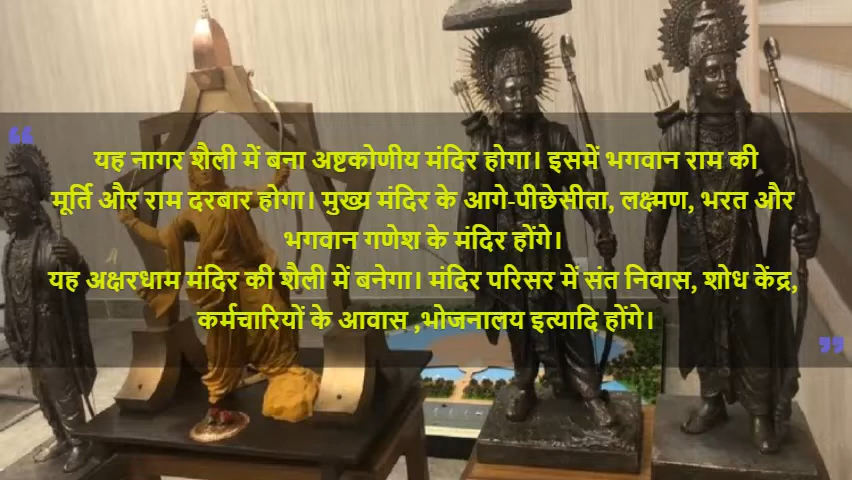 यह नागर शैली में बना अष्टकोणीय मंदिर होगा। इसमें भगवान राम की
मूर्ति और राम दरबार होगा। मुख्य मंदिर के आगे-पीछेसीता, लक्ष्मण, भरत और
भगवान गणेश के मंदिर होंगे।
यह अक्षरधाम मंदिर की शैली में बनेगा। मंदिर परिसर में संत निवास, शोध केंद्र,
कर्मचारियों के आवास ,भोजनालय इत्यादि होंगे।